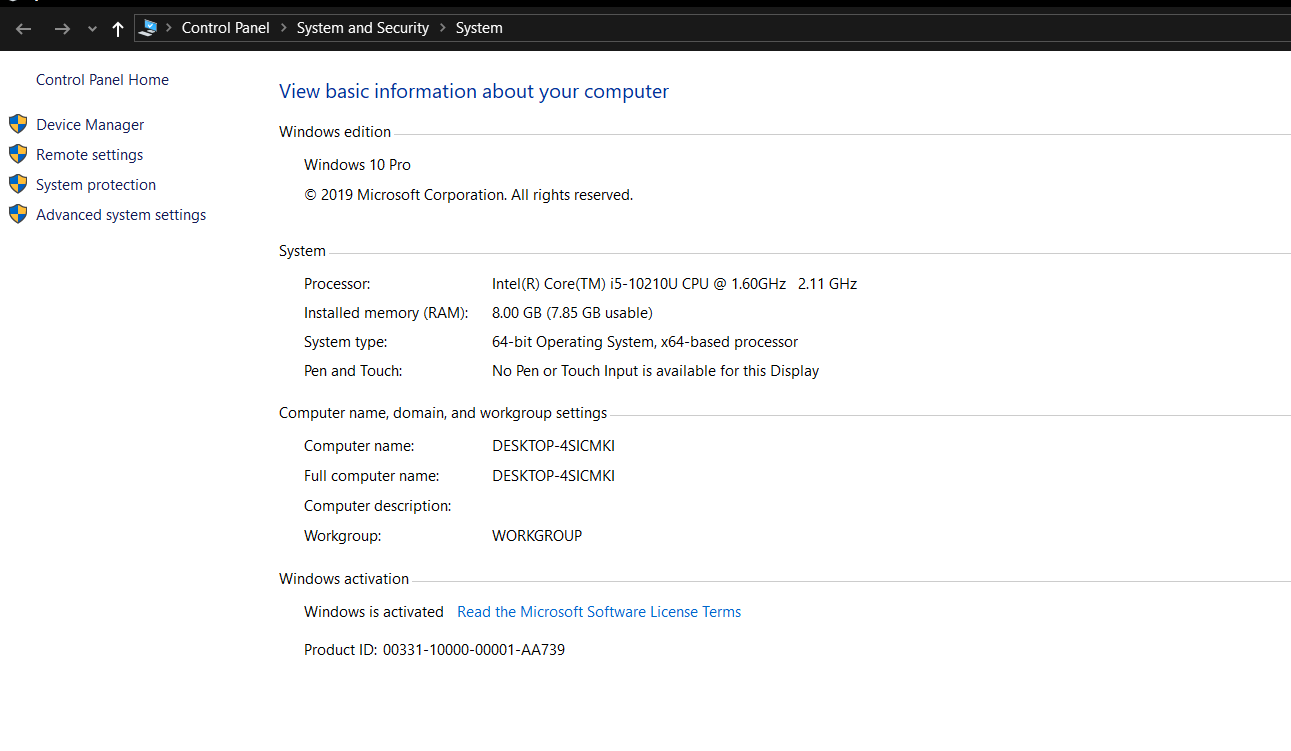 Control Panel > System and Security > System
Control Panel Home
Device Manager
Remote settings
System protection
Advanced system settings
View basic information about your computer
Windows edition
Windows 10 Pro
© 2019 Microsoft Corporation. All rights reserved.
System
Processor: Intel(R) Core(TM) i5-10210U CPU @ 1.60GHz 2.11 GHz
Installed memory (RAM): 8.00 GB (7.85 GB usable)
System type: 64-bit Operating System, x64-based processor
Pen and Touch: No Pen or Touch Input is available for this Display
Computer name, domain, and workgroup settings
Computer name: DESKTOP-4SICMKI
Full computer name: DESKTOP-4SICMKI
Computer description:
Workgroup: WORKGROUP
Windows activation
Windows is activated Read the Microsoft Software License Terms
Product ID: 00331-10000-00001-AA739